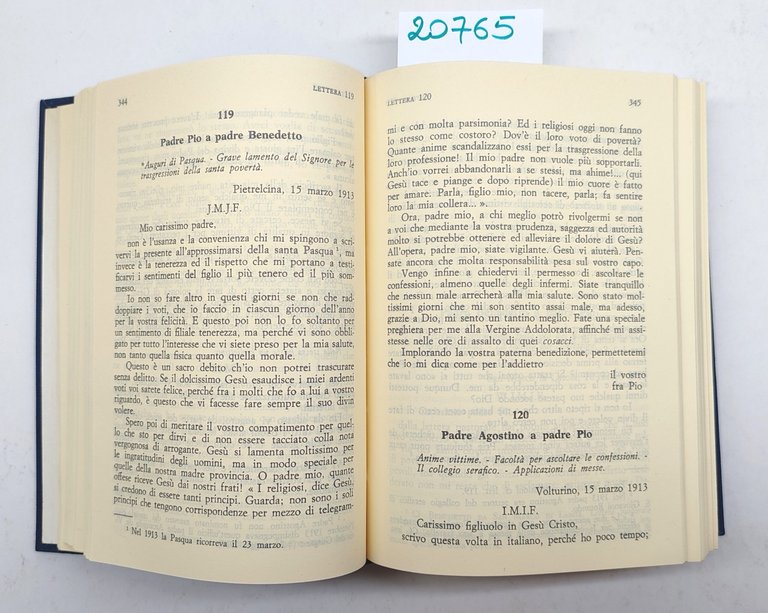 20765
344
LETTERA 119
119
Padre Pio a padre Benedetto
*Auguri di Pasqua. - Grave lamento del Signore per le
trasgressioni della santa povertà.
Pietrelcina, 15 marzo 1913
J.M.J.F.
Mio carissimo padre,
non è l'usanza e la convenienza chi mi spingono a scri-
vervi la presente all'approssimarsi della santa Pasqua¹, ma
invece è la tenerezza ed il rispetto che mi portano a testi-
ficarvi i sentimenti del figlio il più tenero ed il più som-
messo.
Io non so fare altro in questi giorni se non che rad-
doppiare i voti, che io faccio in ciascun giorno dell'anno
per la vostra felicità. E questo poi non lo fo soltanto per
un sentimento di filiale tenerezza, ma perché vi sono obbli-
gato per tutto l'interesse che vi siete preso per la mia salute,
non tanto quella fisica quanto quella morale.
Questo è un sacro debito ch'io non potrei trascurare
senza delitto. Se il dolcissimo Gesù esaudisce i miei ardenti
voti voi sarete felice, perché fra i molti che fo a lui a vostro
riguardo, è questo che vi facesse fare sempre il suo divin
volere.
Spero poi di meritare il vostro compatimento per quel-
lo che sto per dirvi e di non essere tacciato colla nota
vergognosa di arrogante. Gesù si lamenta moltissimo per
le ingratitudini degli uomini, ma in modo speciale per
quelle della nostra madre provincia. O padre mio, quante
offese riceve Gesù dai nostri frati! « I religiosi, dice Gesù,
si credono di essere tanti principi. Guarda; non sono i soli
principi che tengono corrispondenze per mezzo di telegram-
¹ Nel 1913 la Pasqua ricorreva il 23 marzo.
LETTERA 120
345
mi e con molta parsimonia? Ed i religiosi oggi non fanno
lo stesso come costoro? Dov'è il loro voto di povertà?
Quante anime scandalizzano essi per la trasgressione della
loro professione! Il mio padre non vuole più sopportarli.
Anch'io vorrei abbandonarli a se stessi, ma ahime!... (qui
Gesù tace e piange e dopo riprende) il mio cuore è fatto
per amare. Parla, figlio mio, non tacere, parla; fa sentire
loro la mia collera... ».
Ora, padre mio, a chi meglio potrò rivolgermi se non
a voi che mediante la vostra prudenza, saggezza ed autorità
molto si potrebbe ottenere ed alleviare il dolore di Gesù?
All'opera, padre mio, siate vigilante. Gesù vi aiuterà. Pen-
sate ancora che molta responsabilità pesa sul vostro capo.
Vengo infine a chiedervi il permesso di ascoltare le
confessioni, almeno quelle degli infermi. Siate tranquillo
che nessun male arrecherà alla mia salute. Sono stato mol-
tissimi giorni che mi son sentito assai male, ma adesso,
grazie a Dio, mi sento un tantino meglio. Fate una speciale
preghiera per me alla Vergine Addolorata, affinché mi assi-
stesse nelle ore di assalto di quei cosacci.
Implorando la vostra paterna benedizione, permettetemi
che io mi dica come per l'addietro
il vostro
fra Pio
120
Padre Agostino a padre Pio
Anime vittime. - Facoltà per ascoltare le confessioni. -
Il collegio serafico. - Applicazioni di messe.
Volturino, 15 marzo 1913
I.M.I.F.
Carissimo figliuolo in Gesù Cristo,
scrivo questa volta in italiano, perché ho poco tempo;